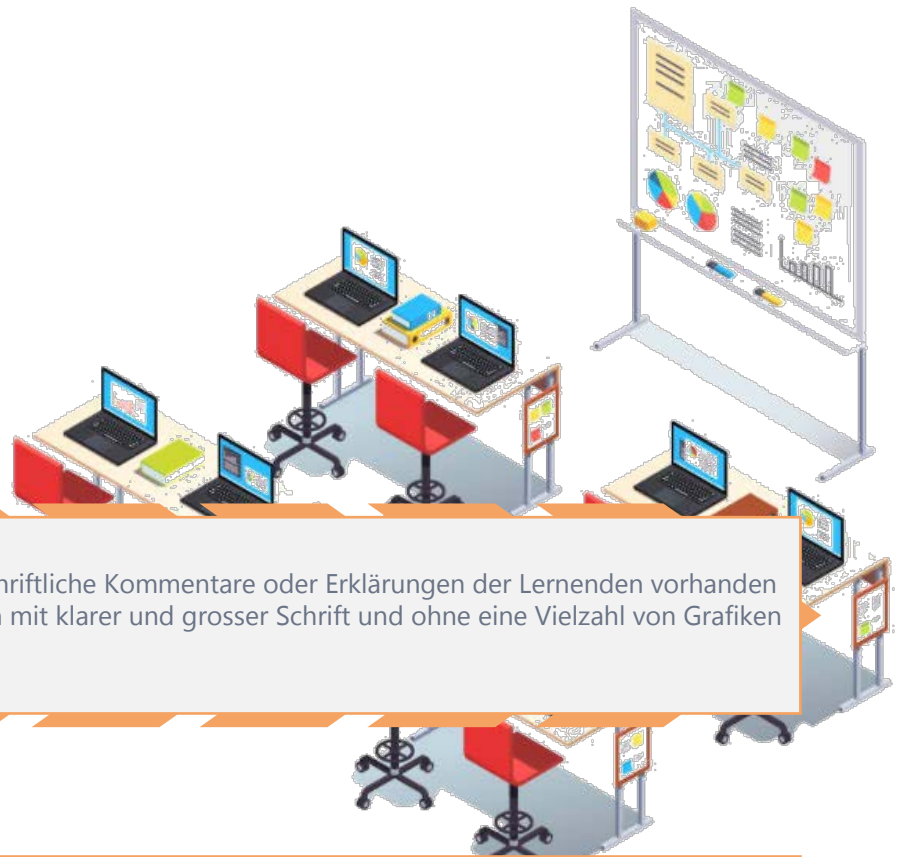 hriftliche Kommentare oder Erklärungen der Lernenden vorhanden
mit klarer und grosser Schrift und ohne eine Vielzahl von Grafiken